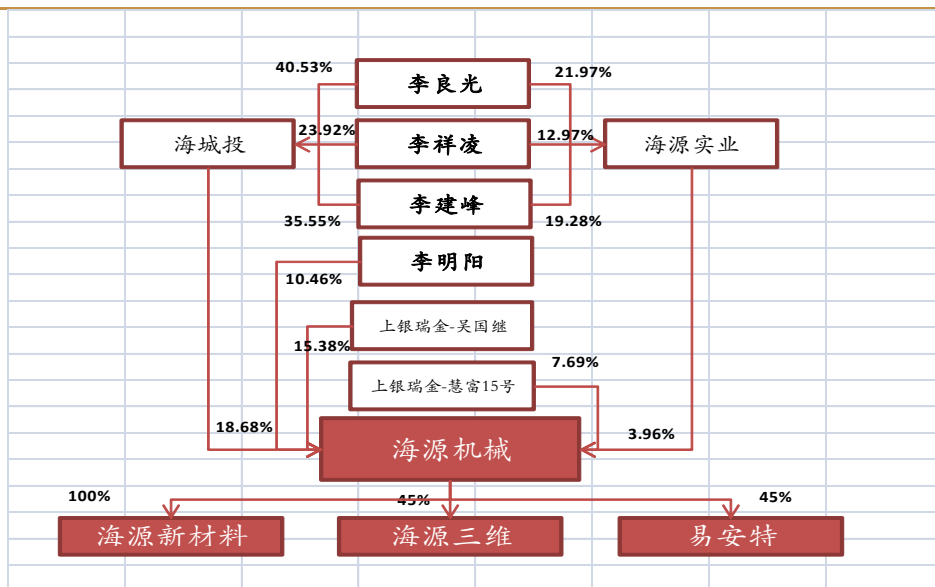 40.53%
李良光
21.97%
海城投
23.92%
李祥凌
12.97%
海源实业
35.55%
李建峰
19.28%
李明阳
10.46%
上银瑞金-吴国继
15.38%
7.69%
上银瑞金-慧富15号
18.68%
海源机械
3.96%
100%
45%
45%
海源新材料
海源三维
易安特